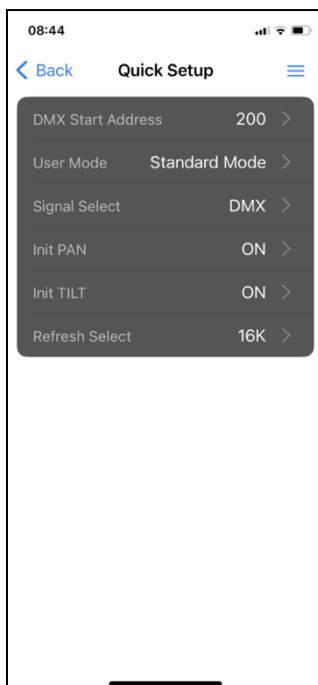 08:44
Back Quick Setup
DMX Start Address 200
User Mode Standard Mode
Signal Select DMX
Init PAN ON
Init TILT ON
Refresh Select 16K